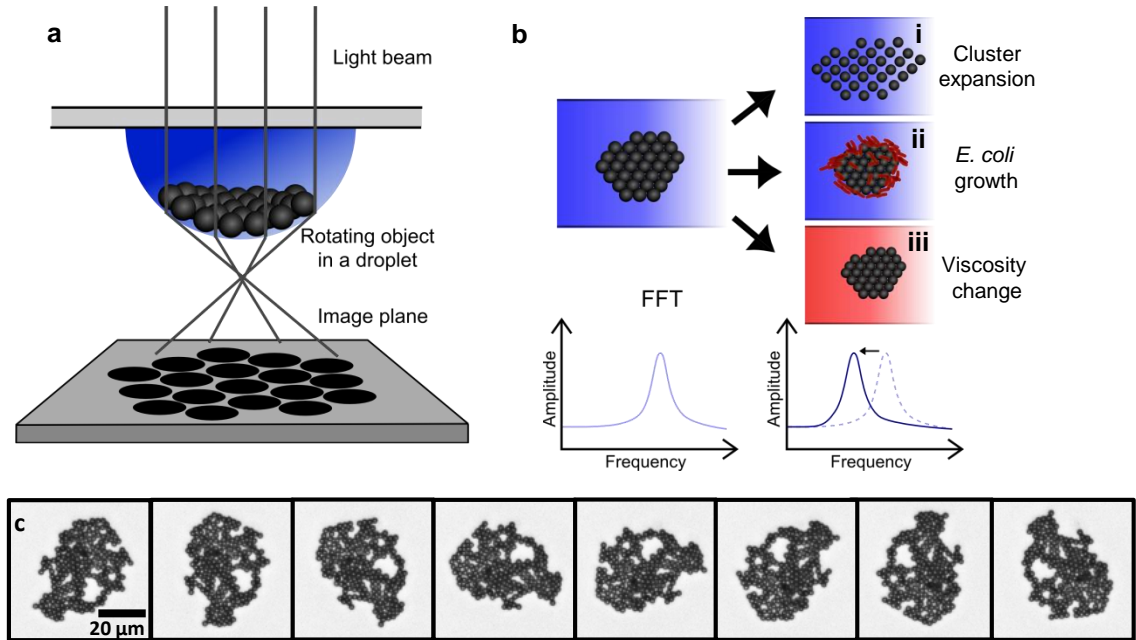 a
Light beam
Rotating object
in a droplet
Image plane
b
i
Cluster
expansion
ii
E. coli
growth
iii
Viscosity
change
FFT
Amplitude
Frequency
Amplitude
Frequency
c
20 µm